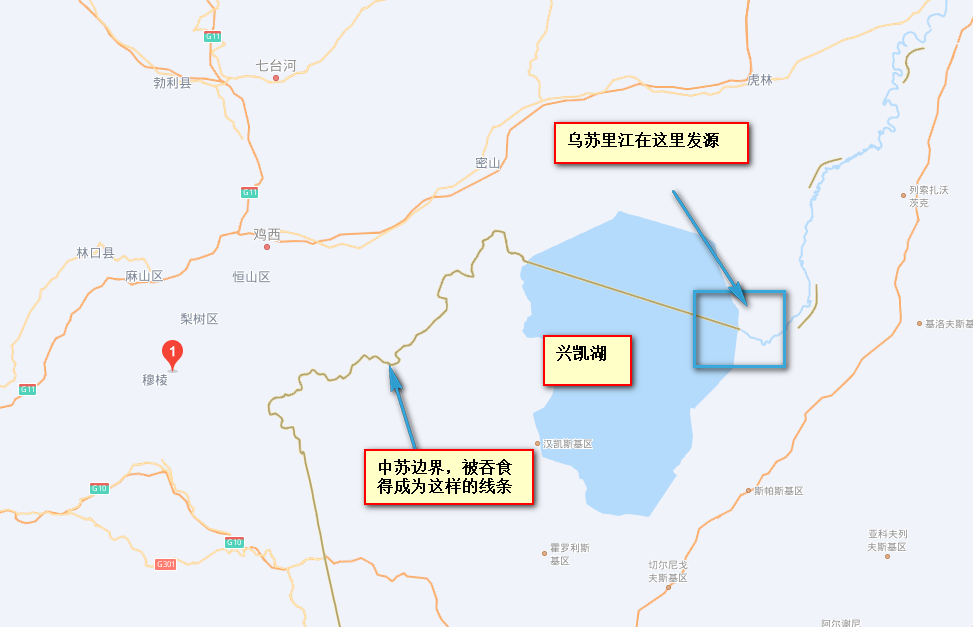 G11
七台河
勃利县
虎林
乌苏里江在这里发源
密山
G11
列索扎沃
茨克
鸡西
林口县
麻山区
恒山区
梨树区
基洛夫斯基
兴凯湖
1
穆棱
G11
汉凯斯基区
中苏边界，被吞食
得成为这样的线条
G10
斯帕斯基区
G10
霍罗利斯
基区
亚科夫列
夫斯基区
G301
切尔尼戈
夫斯基区
阿尔谢尼